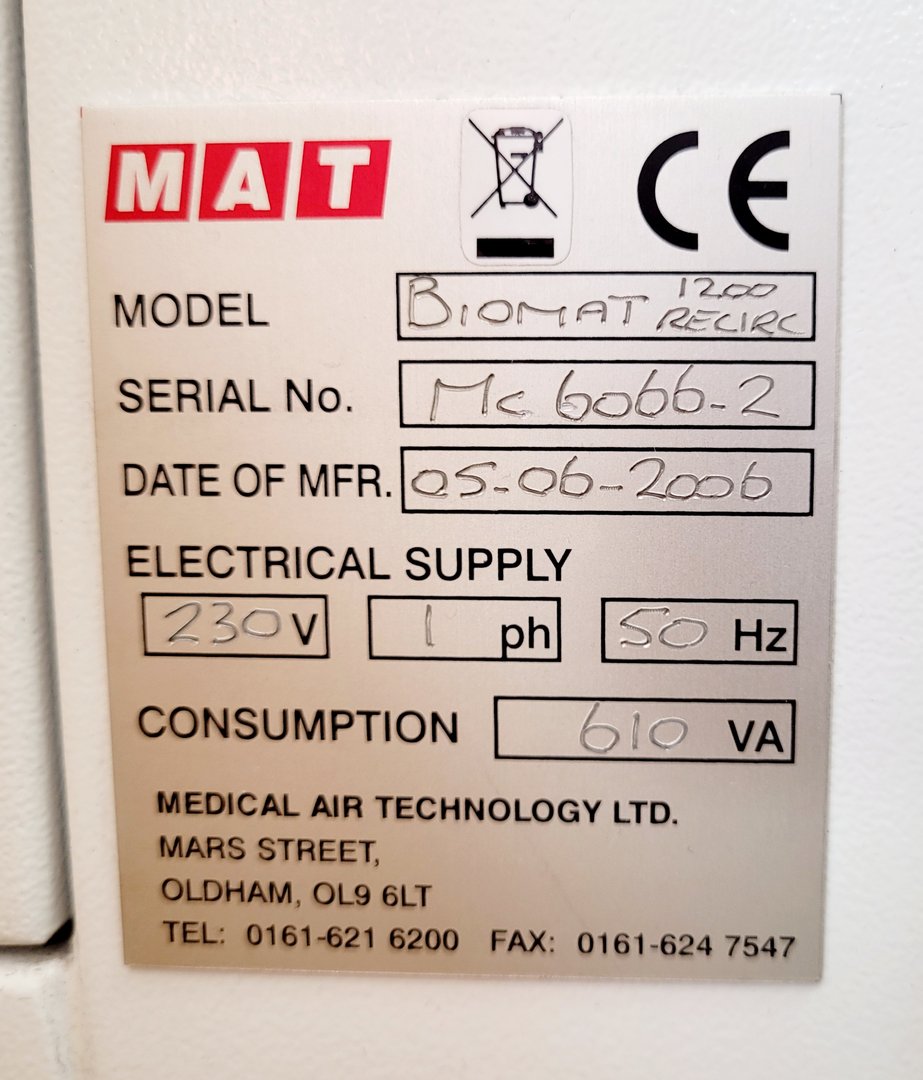 MAT CE
MODEL BIOMAT 1200 RECIRC
SERIAL No. Mc 6066-2
DATE OF MFR. 05-06-2006
ELECTRICAL SUPPLY
230 V 1 ph 50 Hz
CONSUMPTION 610 VA
MEDICAL AIR TECHNOLOGY LTD.
MARS STREET,
OLDHAM, OL9 6LT
TEL: 0161-621 6200 FAX: 0161-624 7547